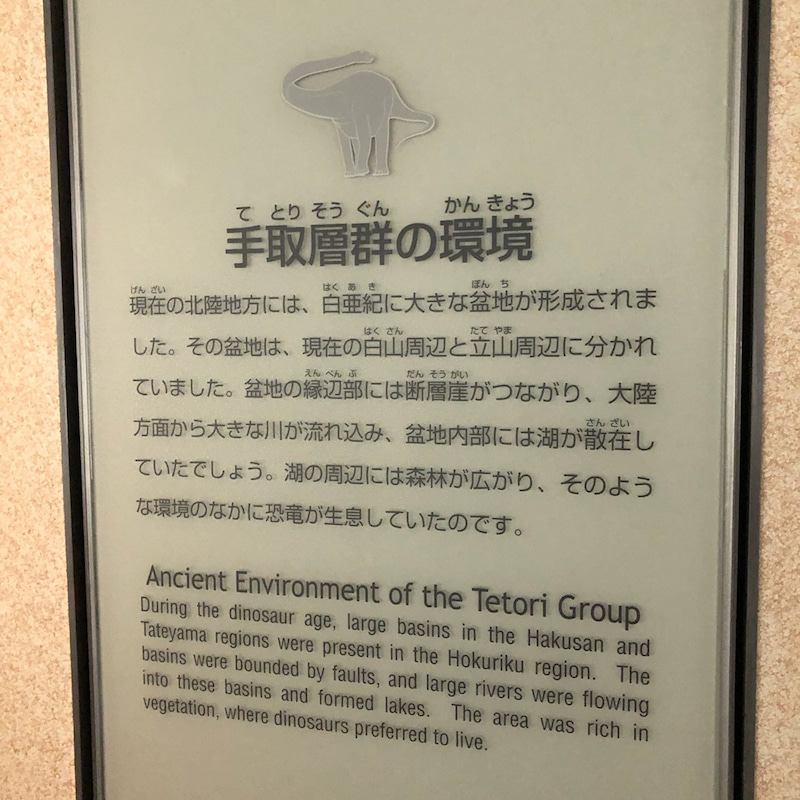 て とり そう ぐん かん きょう
手取層群の環境
げん ざい はく あ き ぼん ち
現在の北陸地方には、白亜紀に大きな盆地が形成されま
はく さん たて やま
した。その盆地は、現在の白山周辺と立山周辺に分かれ
えん ぺん ぶ だん そう がい
ていました。盆地の縁辺部には断層崖がつながり、大陸
さん ざい
方面から大きな川が流れ込み、盆地内部には湖が散在し
ていたでしょう。湖の周辺には森林が広がり、そのよう
な環境のなかに恐竜が生息していたのです。
Ancient Environment of the Tetori Group
During the dinosaur age, large basins in the Hakusan and
Tateyama regions were present in the Hokuriku region. The
basins were bounded by faults, and large rivers were flowing
into these basins and formed lakes. The area was rich in
vegetation, where dinosaurs preferred to live.